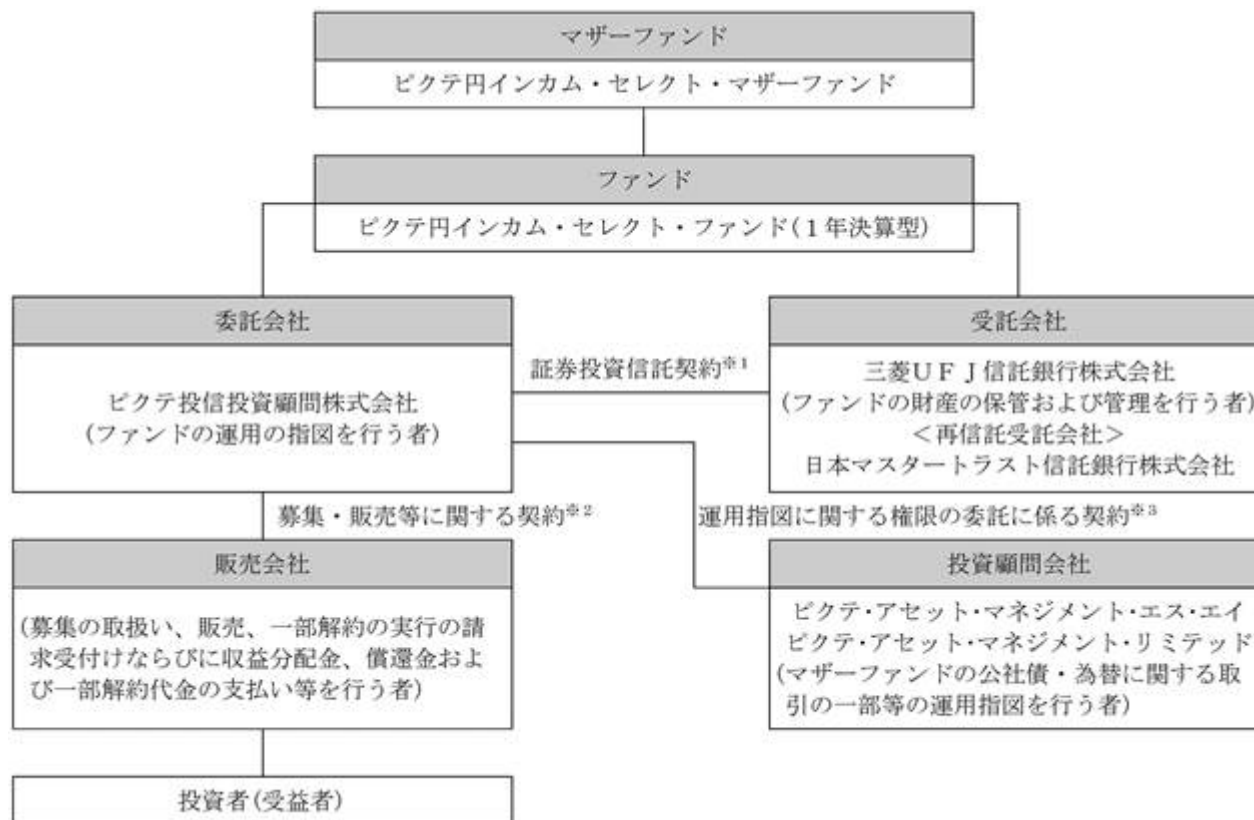 マザーファンド
ピクテ円インカム・セレクト・マザーファンド
ファンド
ピクテ円インカム・セレクト・ファンド(１年決算型)
委託会社
ピクテ投信投資顧問株式会社
(ファンドの運用の指図を行う者)
証券投資信託契約※1
受託会社
三菱ＵＦＪ信託銀行株式会社
(ファンドの財産の保管および管理を行う者)
＜再信託受託会社＞
日本マスタートラスト信託銀行株式会社
募集・販売等に関する契約※2
運用指図に関する権限の委託に係る契約※3
販売会社
(募集の取扱い、販売、一部解約の実行の請
求受付けならびに収益分配金、償還金およ
び一部解約代金の支払い等を行う者)
投資顧問会社
ピクテ・アセット・マネジメント・エス・エイ
ピクテ・アセット・マネジメント・リミテッド
(マザーファンドの公社債・為替に関する取
引の一部等の運用指図を行う者)
投資者(受益者)